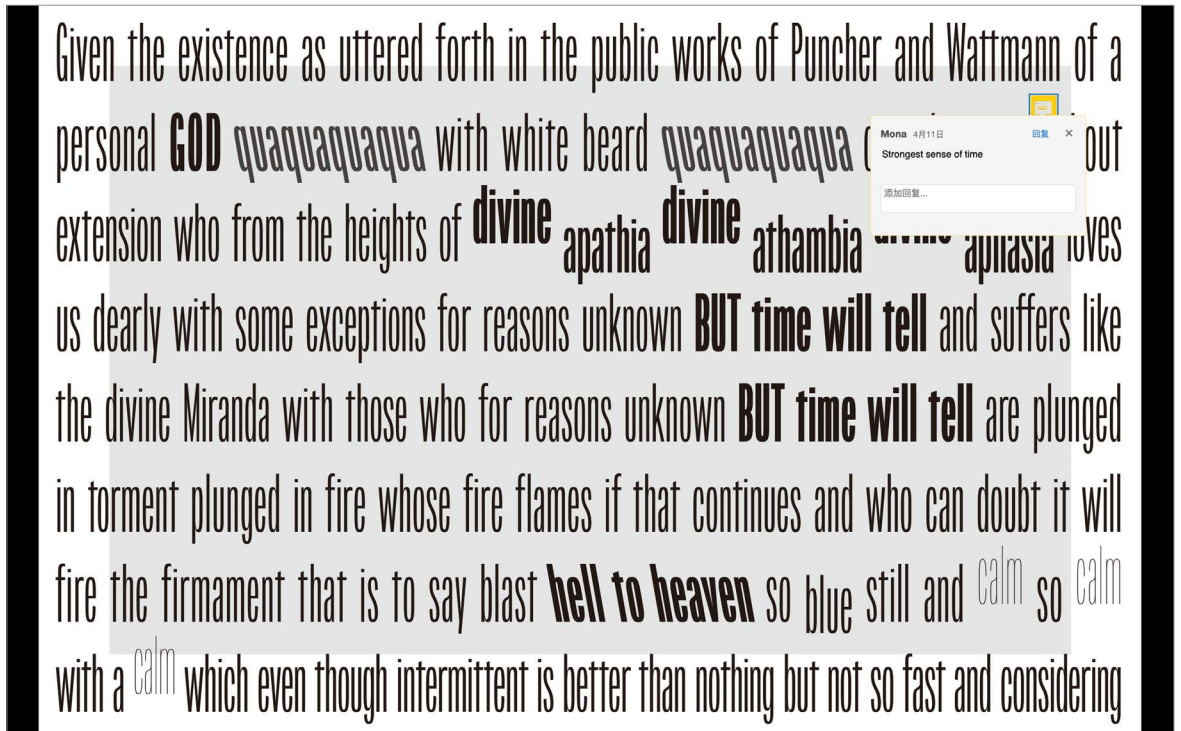 Given the existence as uttered forth in the public works of Puncher and Wattmann of a
personal GOD quaquaquaqua with white beard quaquaquaqua
extension who from the heights of divine apathia divine athambia divine aphasia loves
us dearly with some exceptions for reasons unknown BUT time will tell and suffers like
the divine Miranda with those who for reasons unknown BUT time will tell are plunged
in torment plunged in fire whose fire flames if that continues and who can doubt it will
fire the firmament that is to say blast hell to heaven so blue still and calm so calm
with a calm which even though intermittent is better than nothing but not so fast and considering
Mona 4月11日 回复
Strongest sense of time
添加回复...